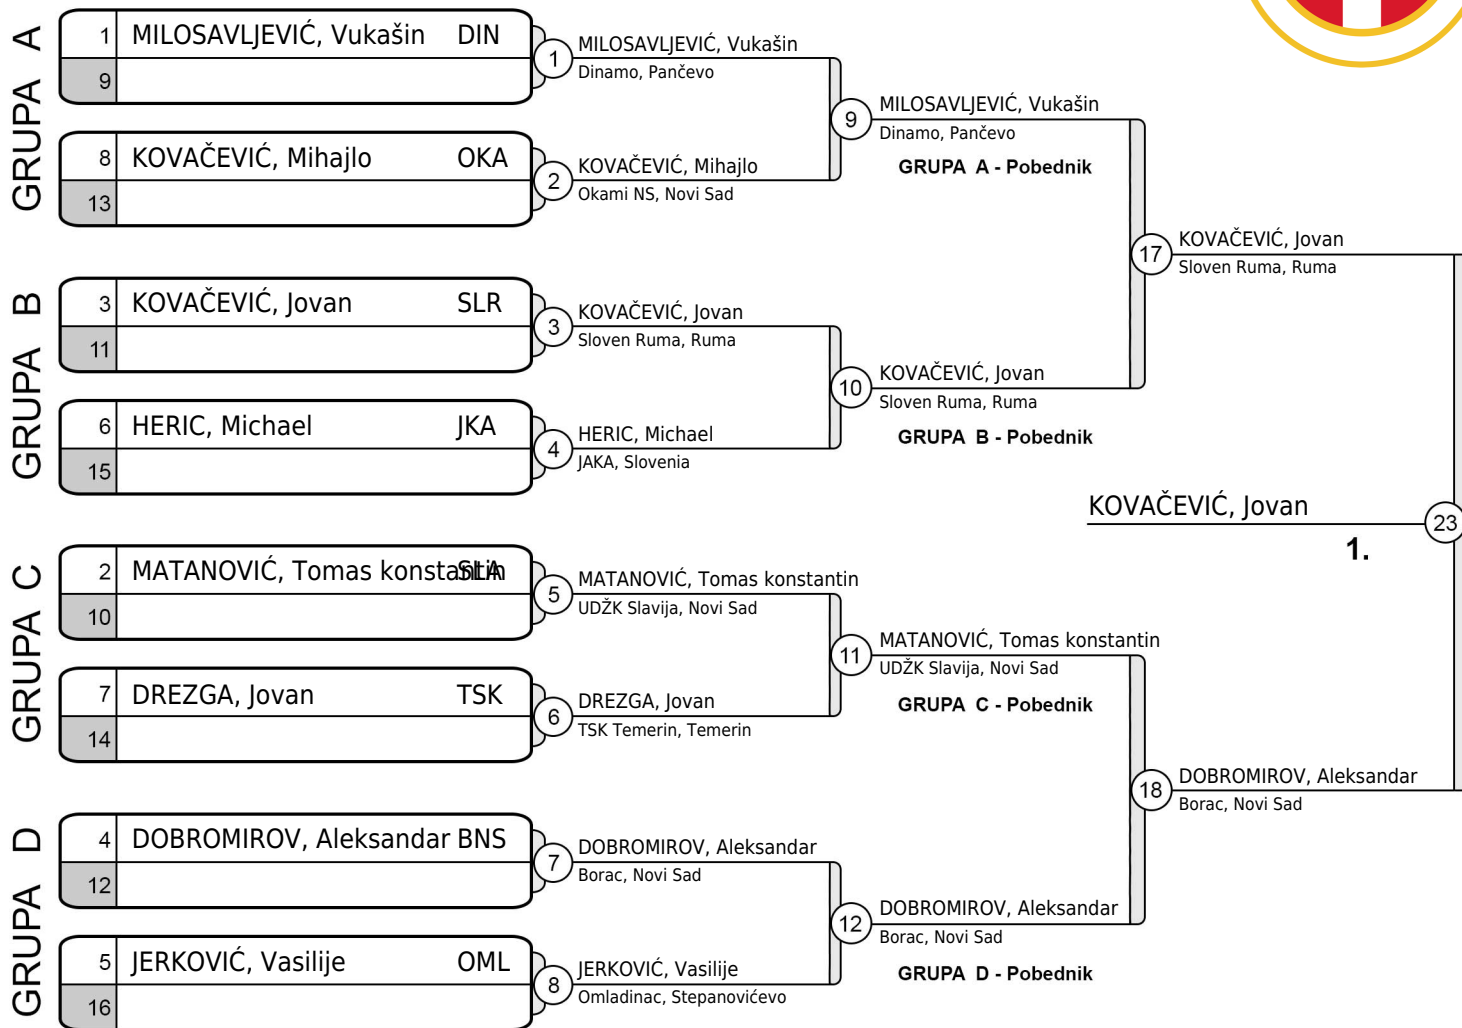 GRUPA A
1 MILOSAVLJEVIĆ, Vukašin DIN
9
8 KOVAČEVIĆ, Mihajlo OKA
13
GRUPA B
3 KOVAČEVIĆ, Jovan SLR
11
6 HERIC, Michael JKA
15
GRUPA C
2 MATANOVIĆ, Tomas konstantin SLA
10
7 DREZGA, Jovan TSK
14
GRUPA D
4 DOBROMIROV, Aleksandar BNS
12
5 JERKOVIĆ, Vasilije OML
16
1 MILOSAVLJEVIĆ, Vukašin
Dinamo, Pančevo
2 KOVAČEVIĆ, Mihajlo
Okami NS, Novi Sad
3 KOVAČEVIĆ, Jovan
Sloven Ruma, Ruma
4 HERIC, Michael
JAKA, Slovenia
5 MATANOVIĆ, Tomas konstantin
UDŽK Slavija, Novi Sad
6 DREZGA, Jovan
TSK Temerin, Temerin
7 DOBROMIROV, Aleksandar
Borac, Novi Sad
8 JERKOVIĆ, Vasilije
Omladinac, Stepanovićevo
9 MILOSAVLJEVIĆ, Vukašin
Dinamo, Pančevo
GRUPA A - Pobednik
10 KOVAČEVIĆ, Jovan
Sloven Ruma, Ruma
GRUPA B - Pobednik
11 MATANOVIĆ, Tomas konstantin
UDŽK Slavija, Novi Sad
GRUPA C - Pobednik
12 DOBROMIROV, Aleksandar
Borac, Novi Sad
GRUPA D - Pobednik
17 KOVAČEVIĆ, Jovan
Sloven Ruma, Ruma
18 DOBROMIROV, Aleksandar
Borac, Novi Sad
KOVAČEVIĆ, Jovan 23
1.